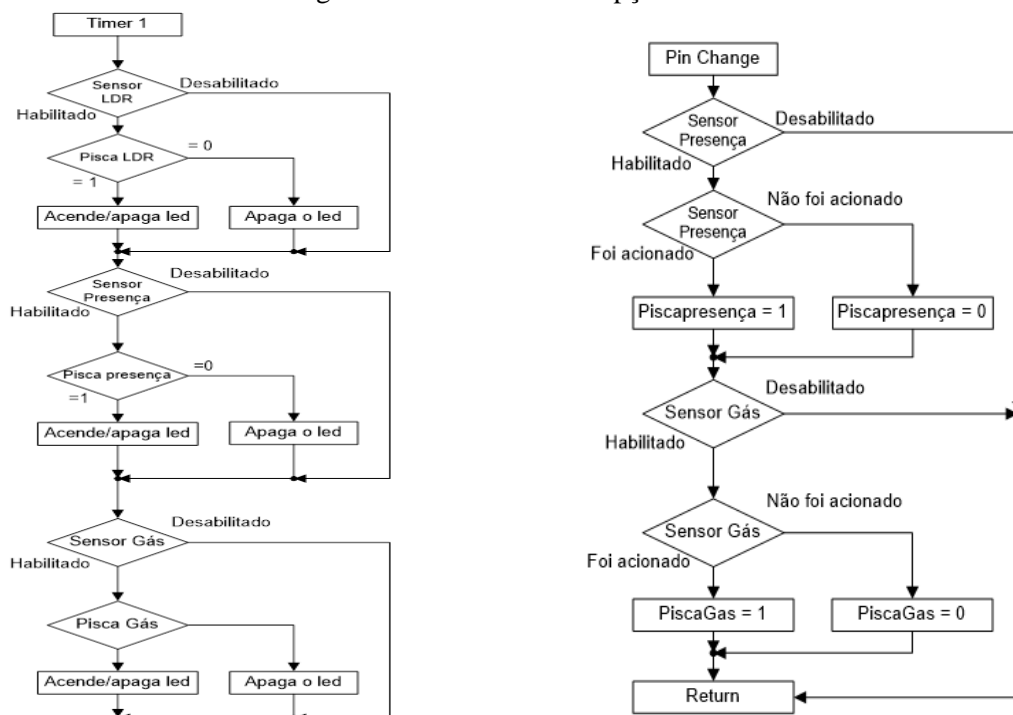 Timer 1
Sensor
LDR
Desabilitado
Habilitado
Pisca LDR
= 0
= 1
Acende/apaga led
Apaga o led
Sensor
Presença
Desabilitado
Habilitado
Pisca presença
=0
=1
Acende/apaga led
Apaga o led
Sensor Gás
Desabilitado
Habilitado
Pisca Gás
Acende/apaga led
Apaga o led
Pin Change
Sensor
Presença
Desabilitado
Habilitado
Sensor
Presença
Não foi acionado
Foi acionado
Piscapresença = 1
Piscapresença = 0
Sensor Gás
Desabilitado
Habilitado
Sensor Gás
Não foi acionado
Foi acionado
PiscaGas = 1
PiscaGas = 0
Return